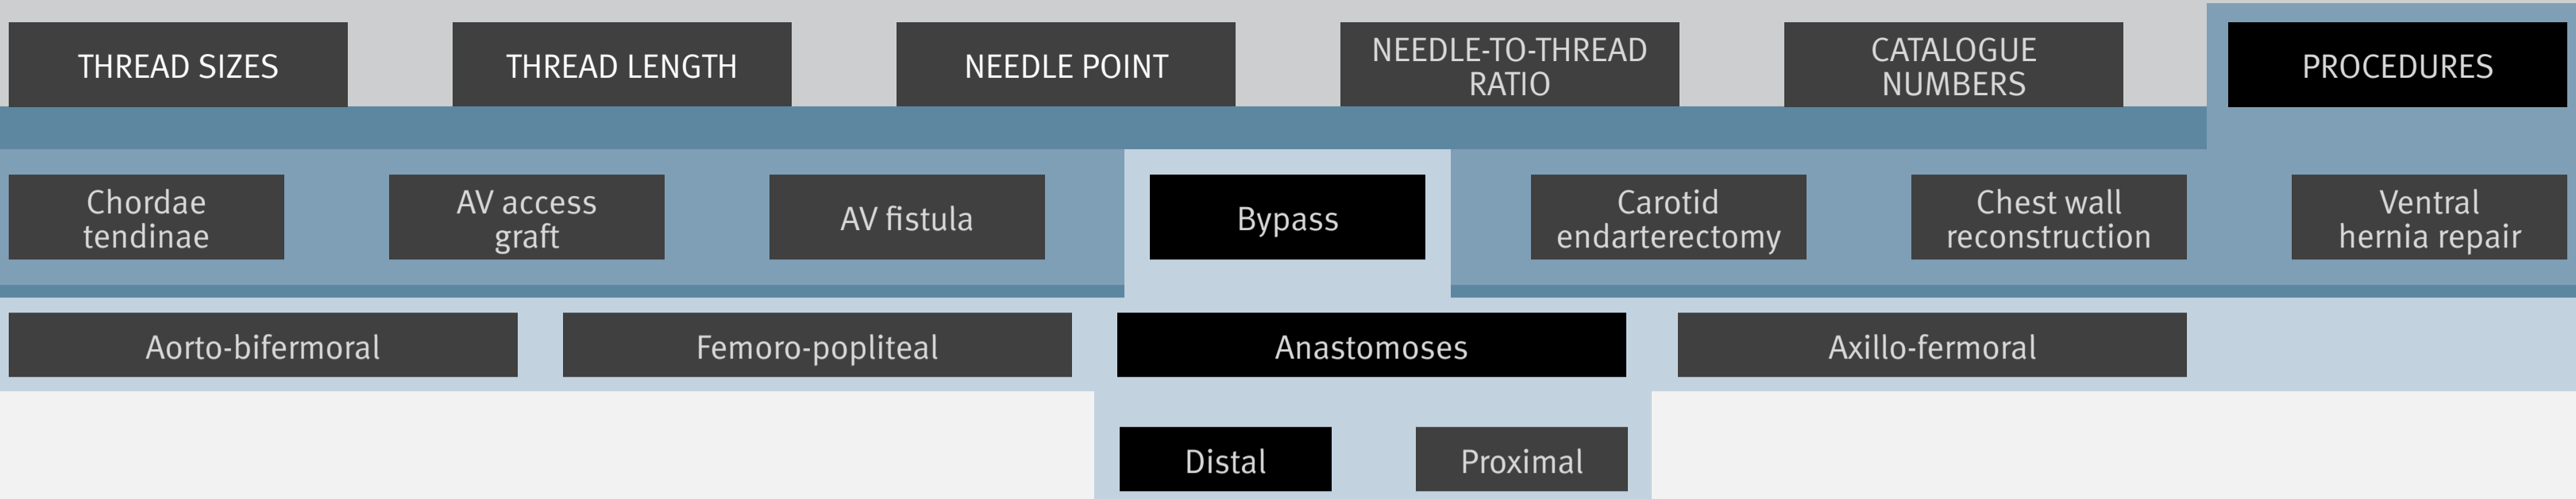 THREAD SIZES
THREAD LENGTH
NEEDLE POINT
NEEDLE-TO-THREAD
RATIO
CATALOGUE
NUMBERS
PROCEDURES
Chordae
tendinae
AV access
graft
AV fistula
Bypass
Carotid
endarterectomy
Chest wall
reconstruction
Ventral
hernia repair
Aorto-bifermoral
Femoro-popliteal
Anastomoses
Axillo-fermoral
Distal
Proximal